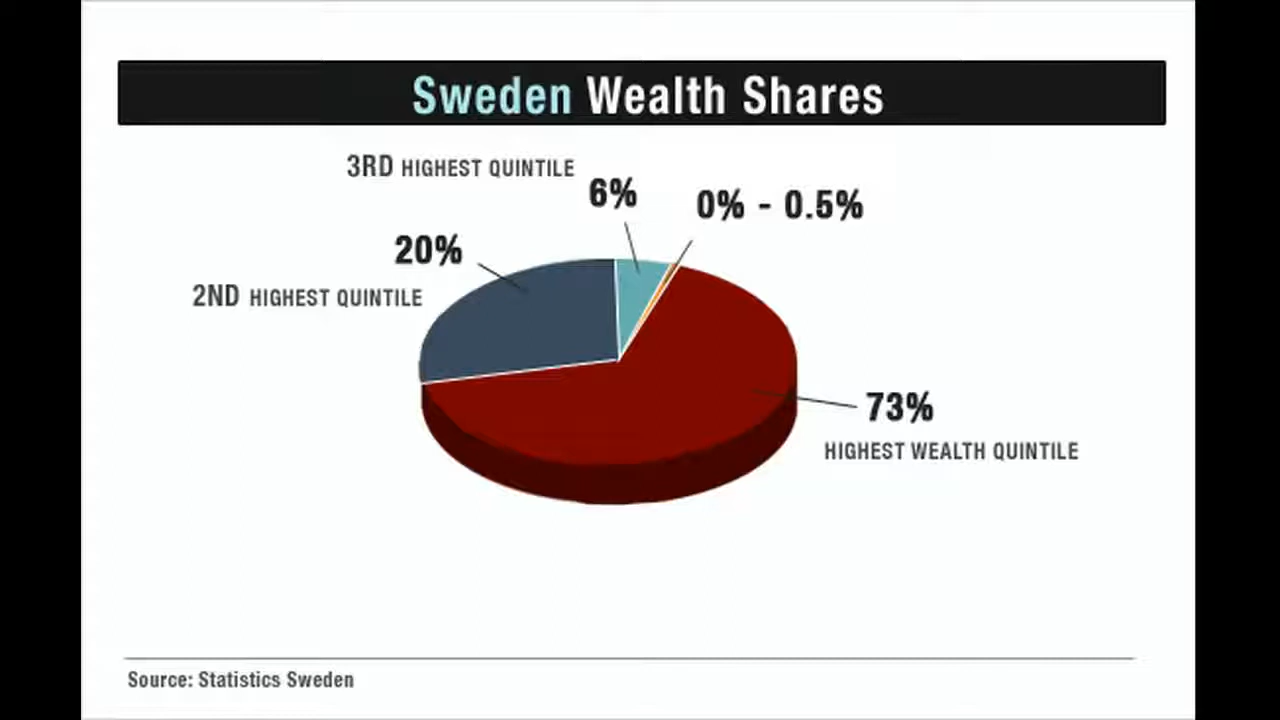 Sweden Wealth Shares
3RD HIGHEST QUINTILE
6%
0% - 0.5%
20%
2ND HIGHEST QUINTILE
73%
HIGHEST WEALTH QUINTILE
Source: Statistics Sweden